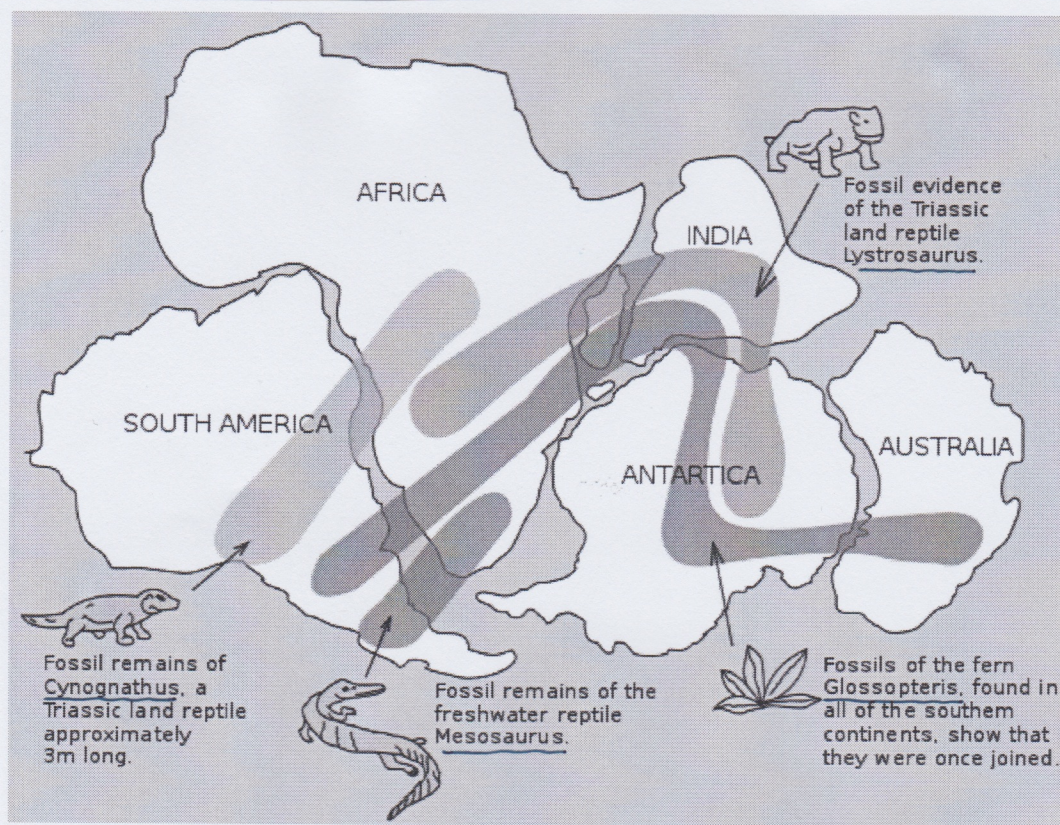 AFRICA
INDIA
Fossil evidence
of the Triassic
land reptile
Lystrosaurus.
SOUTH AMERICA
ANTARTICA
AUSTRALIA
Fossil remains of
Cynognathus, a
Triassic land reptile
approximately
3m long.
Fossil remains of the
freshwater reptile
Mesosaurus.
Fossils of the fern
Glossopteris, found in
all of the southern
continents, show that
they were once joined.